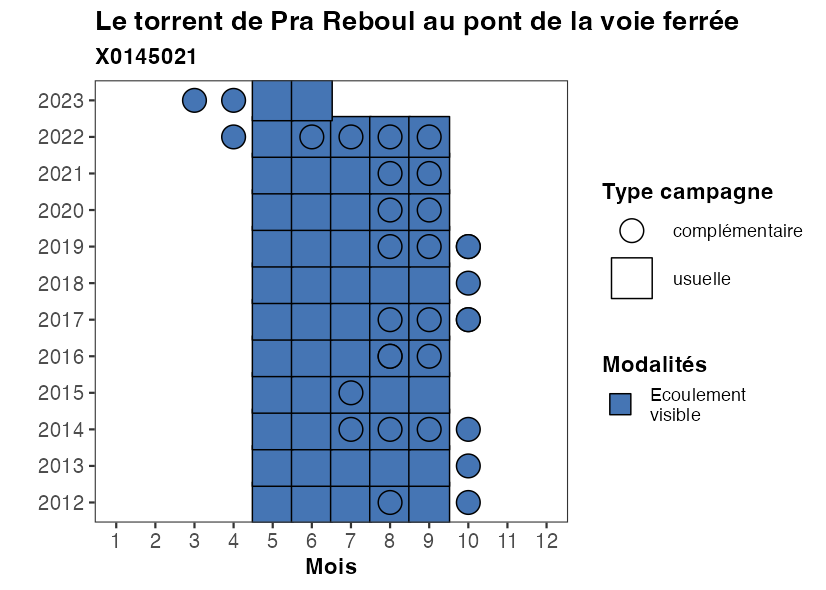 Le torrent de Pra Reboul au pont de la voie ferrée
X0145021
2023
2022
2021
2020
2019
2018
2017
2016
2015
2014
2013
2012
1 2 3 4 5 6 7 8 9 10 11 12
Mois
Type campagne
complémentaire
usuelle
Modalités
Ecoulement
visible